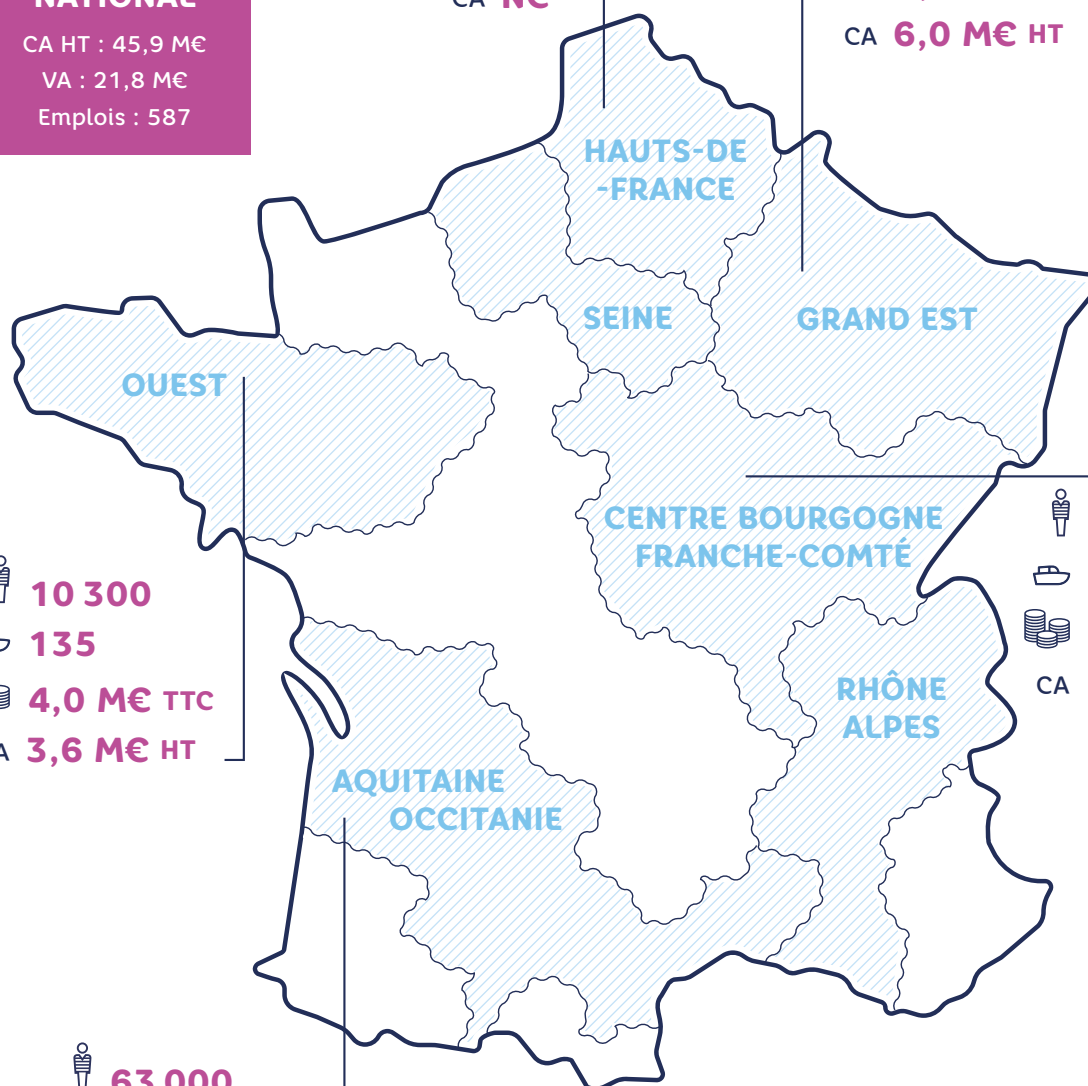 NATIONAL
CA HT : 45,9 M€
VA : 21,8 M€
Emplois : 587
CA NC
CA 6,0 M€ HT
HAUTS-DE
-FRANCE
SEINE
GRAND EST
OUEST
CENTRE BOURGOGNE
FRANCHE-COMTÉ
10 300
135
4,0 M€ TTC
3,6 M€ HT
CA
RHÔNE
ALPES
AQUITAINE
OCCITANIE
63 000